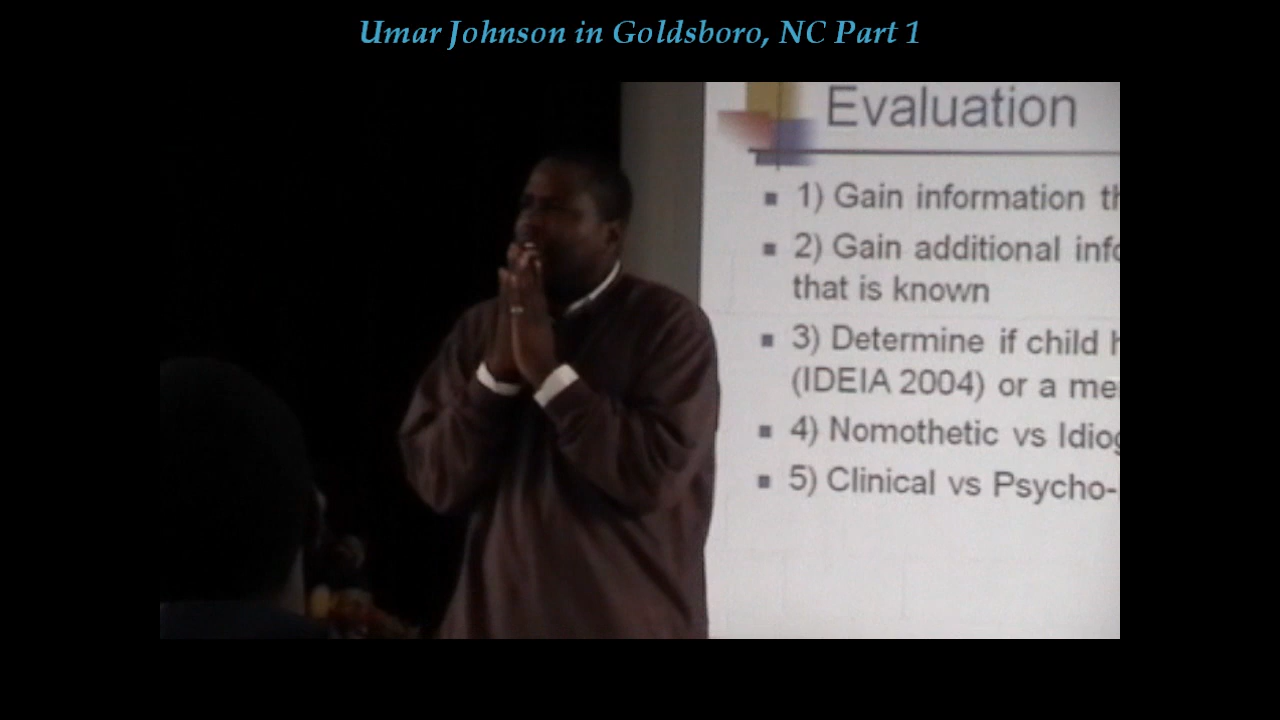 Umar Johnson in Goldsboro, NC Part 1
Evaluation
1) Gain information
2) Gain additional
that is known
3) Determine if child
(IDEIA 2004) or a
4) Nomothetic vs
5) Clinical vs Psycho-